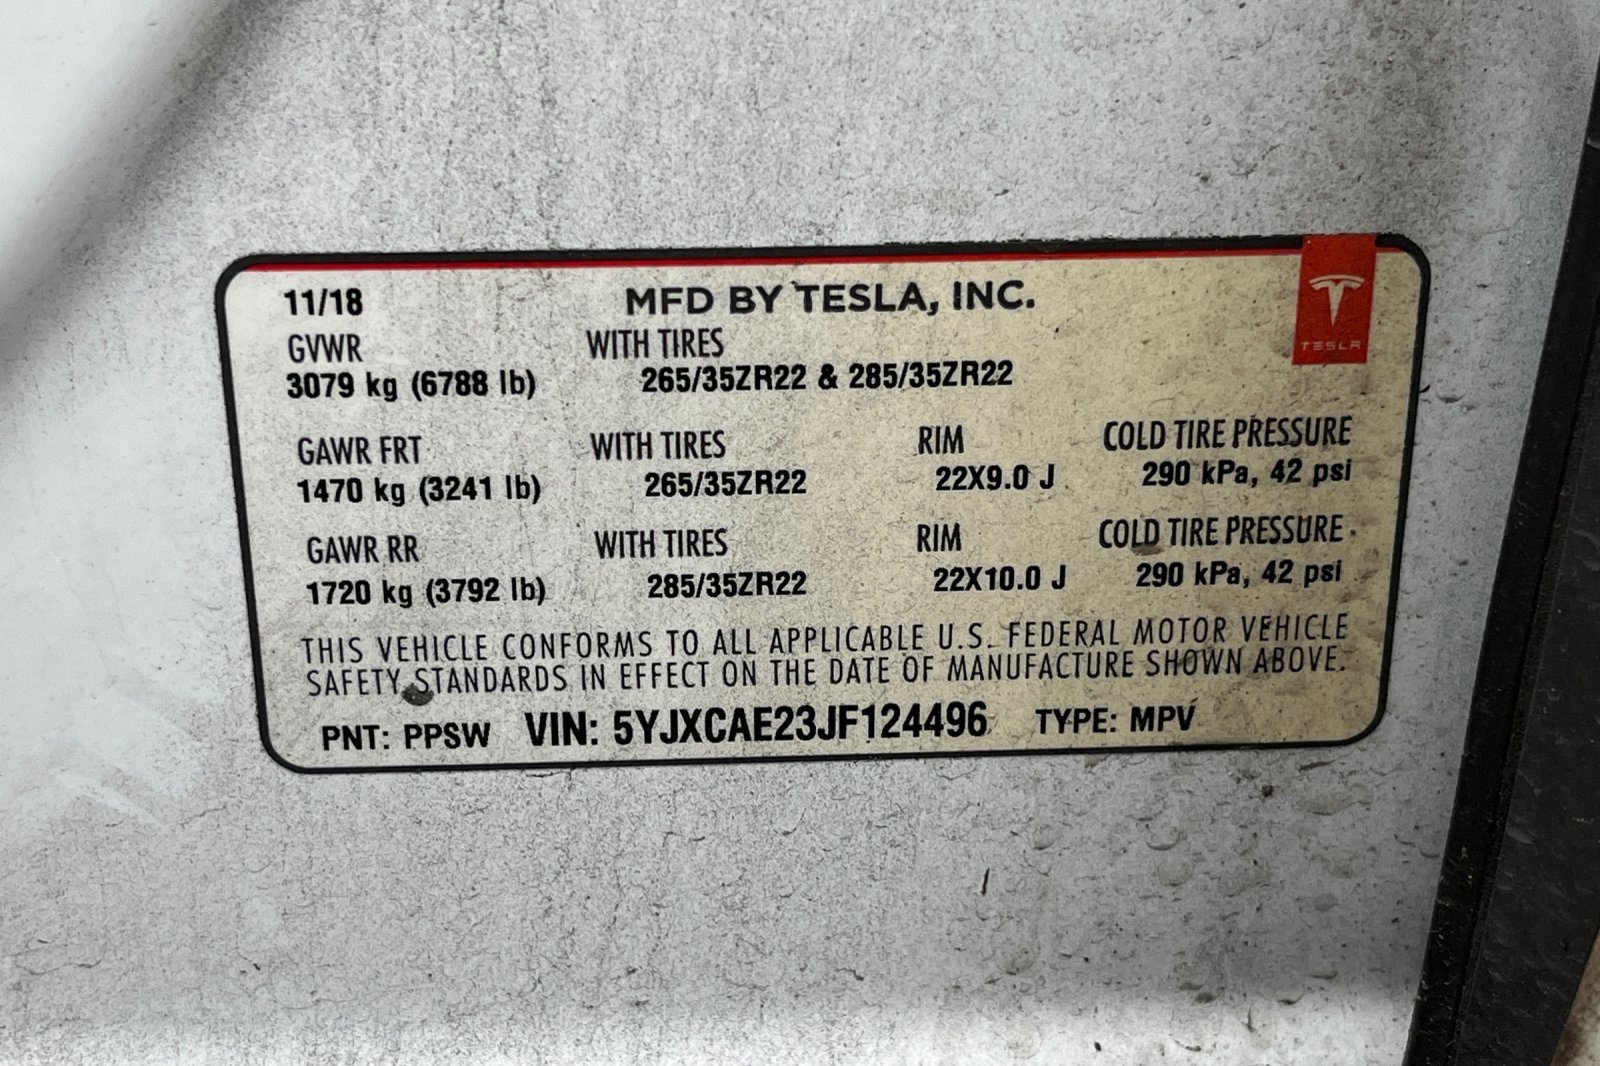 11/18 MFD BY TESLA, INC.
TESLA
GVWR WITH TIRES
3079 kg (6788 lb) 265/35ZR22 & 285/35ZR22
GAWR FRT WITH TIRES RIM COLD TIRE PRESSURE
1470 kg (3241 lb) 265/35ZR22 22X9.0 J 290 kPa, 42 psi
GAWR RR WITH TIRES RIM COLD TIRE PRESSURE
1720 kg (3792 lb) 285/35ZR22 22X10.0 J 290 kPa, 42 psi
THIS VEHICLE CONFORMS TO ALL APPLICABLE U.S. FEDERAL MOTOR VEHICLE
SAFETY STANDARDS IN EFFECT ON THE DATE OF MANUFACTURE SHOWN ABOVE.
PNT: PPSW VIN: 5YJXCAE23JF124496 TYPE: MPV